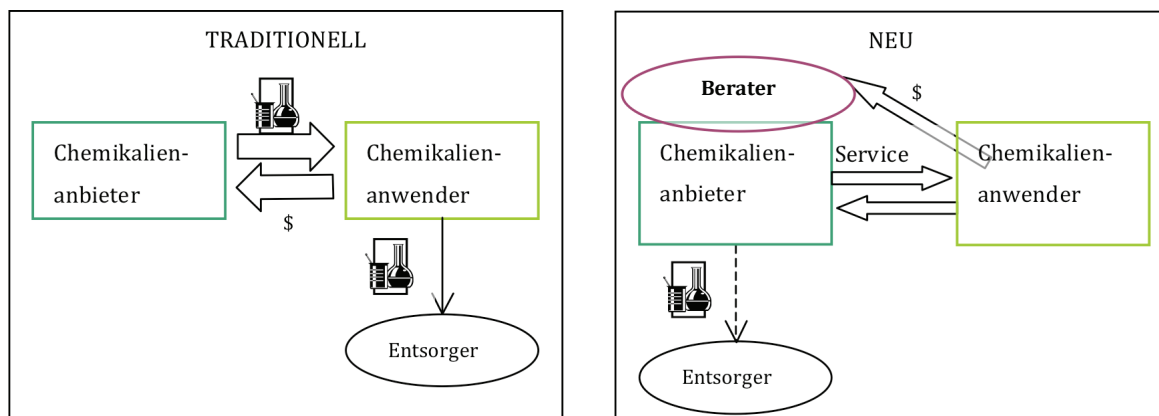 TRADITIONELL
Chemikalien-
anbieter
Chemikalien-
anwender
$
Entsorger
NEU
Berater
$
Chemikalien-
anbieter
Service
Chemikalien-
anwender
Entsorger